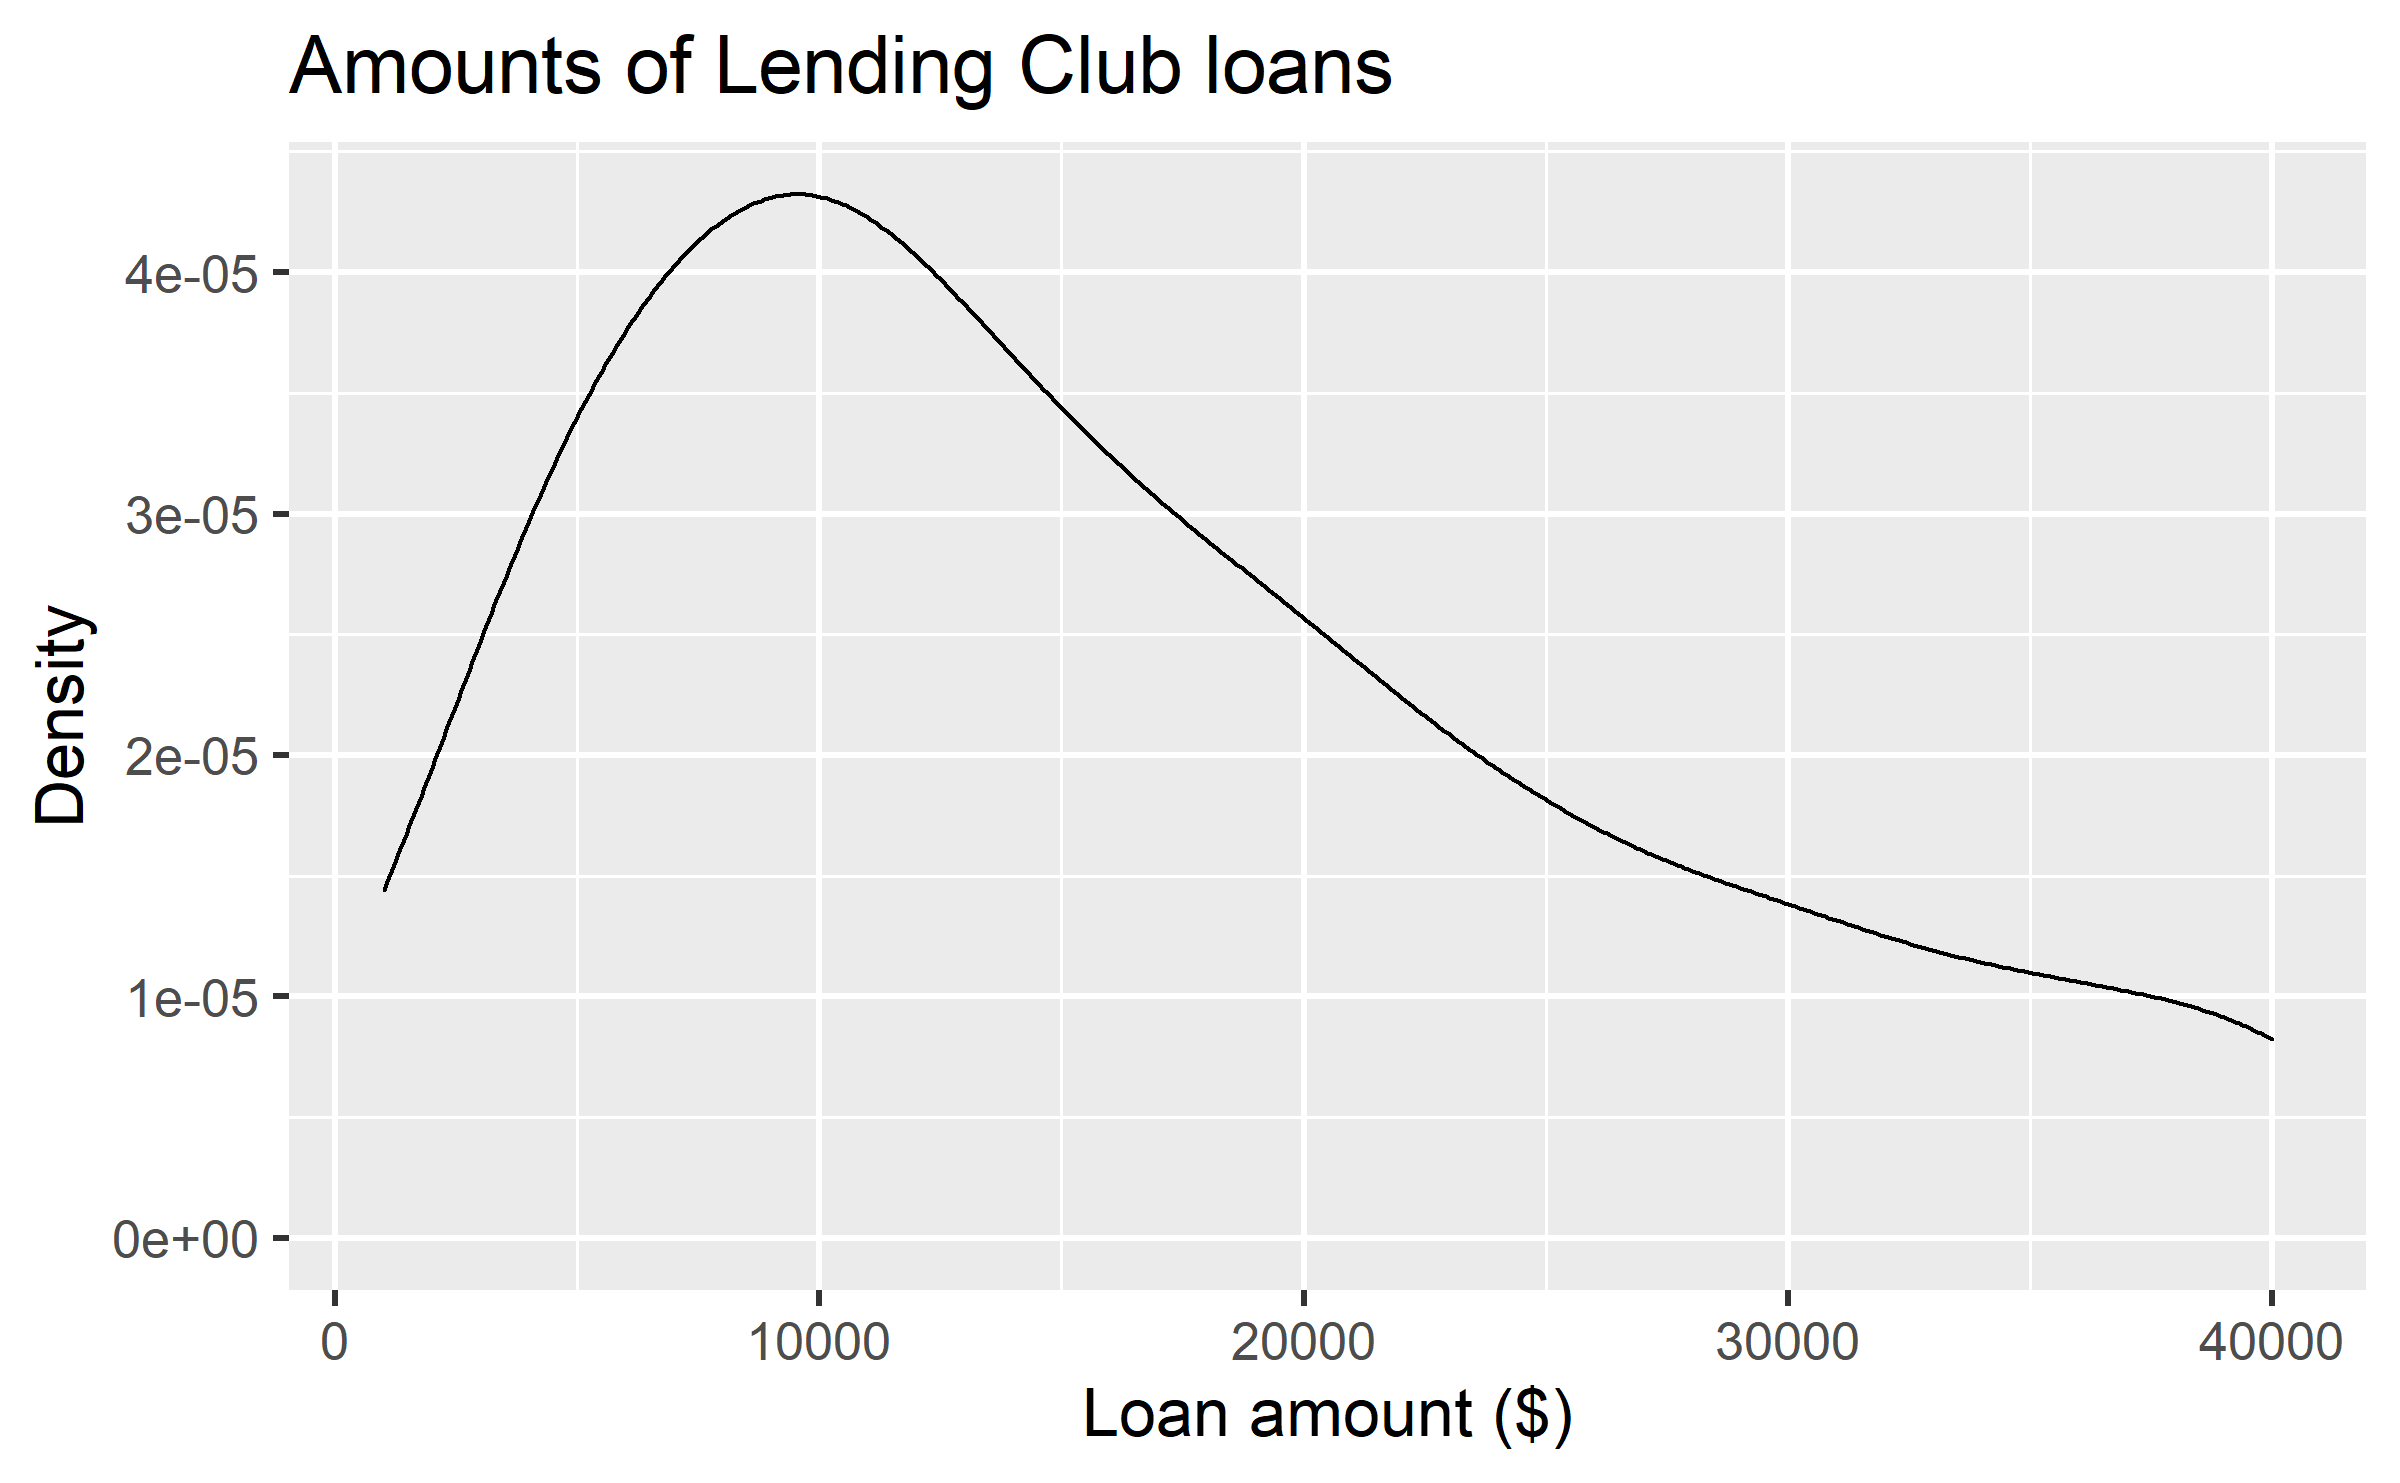 Amounts of Lending Club loans
Density
4e-05
3e-05
2e-05
1e-05
0e+00
0 10000 20000 30000 40000
Loan amount ($)